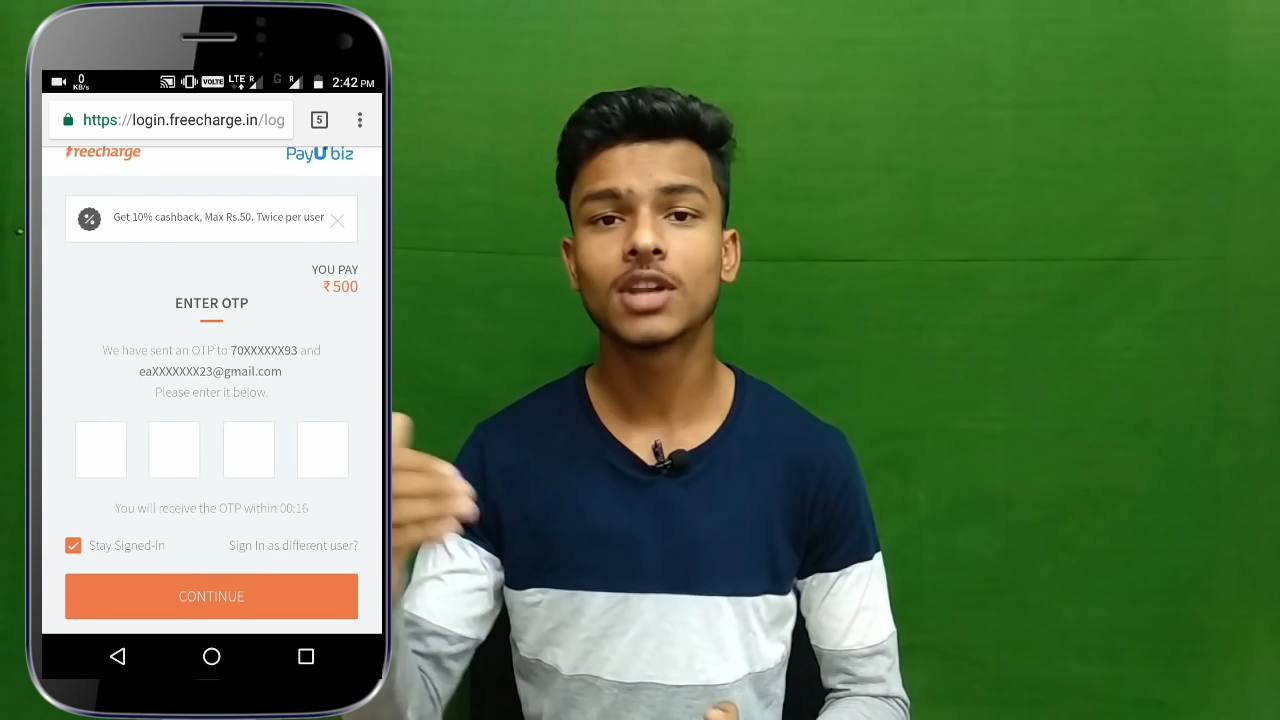 0
KB/s
VOLTE
LTE
R
G
R
2:42 PM
https://login.freecharge.in/log
5
freecharge
PayUbiz
Get 10% cashback, Max Rs.50. Twice per user
YOU PAY
₹500
ENTER OTP
We have sent an OTP to 70XXXXXX93 and
eaXXXXXXX23@gmail.com
Please enter it below.
You will receive the OTP within 00:16
Stay Signed-in
Sign In as different user?
CONTINUE